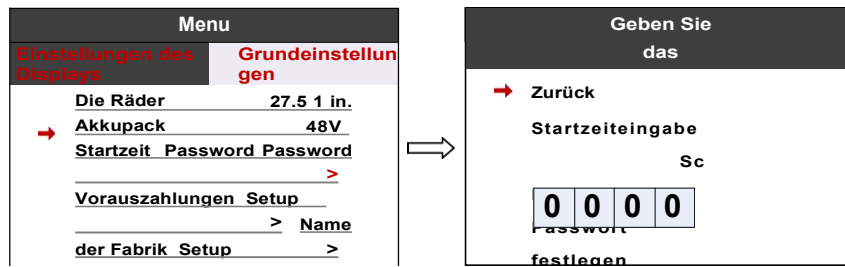 Menu
Einstellungen des
Displays
Grundeinstellun
gen
Die Räder 27.5 1 in.
Akkupack 48V
Startzeit Password Password
>
Vorauszahlungen Setup
> Name
der Fabrik Setup >
Geben Sie
das
Zurück
Startzeiteingabe
Sc
0 0 0 0
Passwort
festlegen